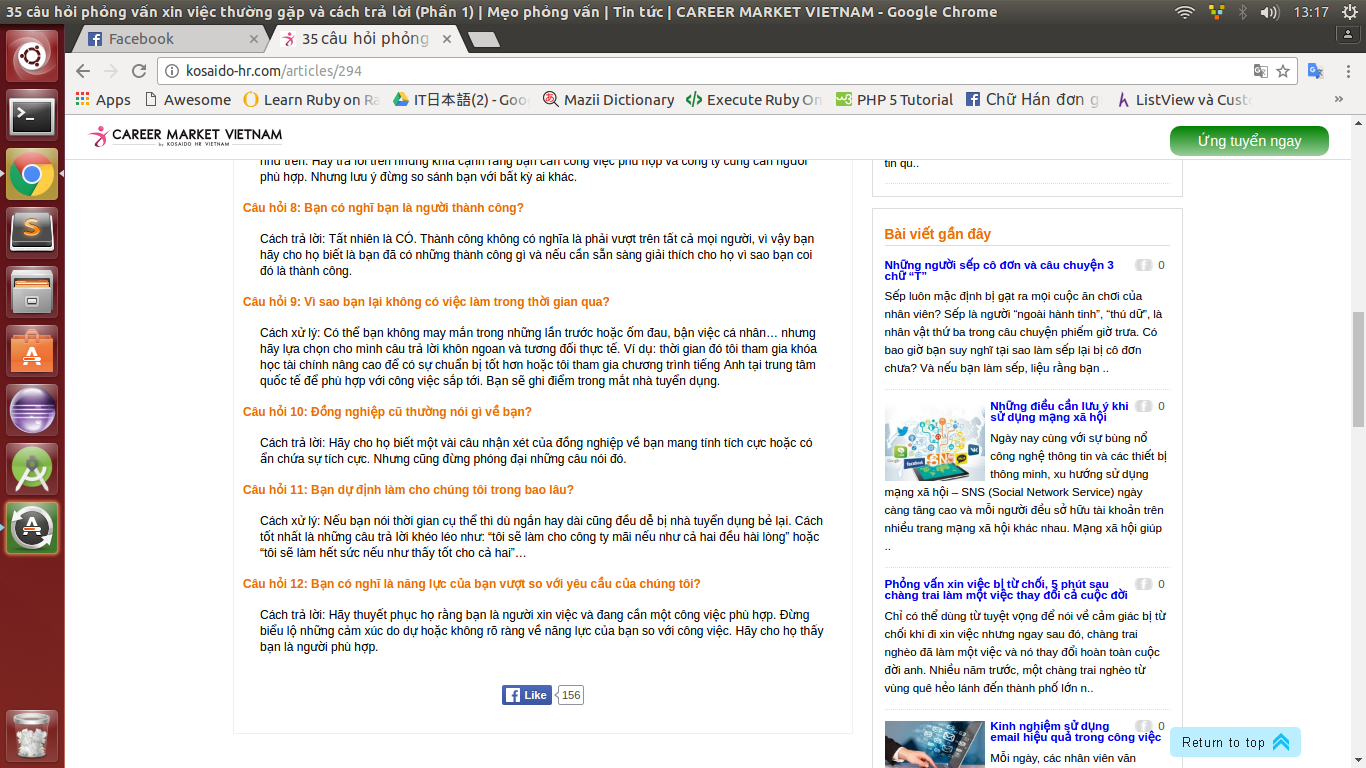 35 câu hỏi phỏng vấn xin việc thường gặp và cách trả lời (Phần 1) | Mẹo phỏng vấn | Tin tức | CAREER MARKET VIETNAM - Google Chrome
13:17
Facebook
35 câu hỏi phỏng
kosaido-hr.com/articles/294
Apps Awesome Learn Ruby on Ra IT日本語(2) - Goo Mazii Dictionary Execute Ruby On PHP 5 Tutorial Chữ Hán đơn g ListView và Cust »
CAREER MARKET VIETNAM
by KOSAIDO HR VIETNAM
Ứng tuyển ngay
như trên. Hãy trả lời trên những khía cạnh rằng bạn cần công việc phù hợp và công ty cũng cần người
phù hợp. Nhưng lưu ý đừng so sánh bạn với bất kỳ ai khác.
Câu hỏi 8: Bạn có nghĩ bạn là người thành công?
Cách trả lời: Tất nhiên là CÓ. Thành công không có nghĩa là phải vượt trên tất cả mọi người, vì vậy bạn
hãy cho họ biết là bạn đã có những thành công gì và nếu cần sẵn sàng giải thích cho họ vì sao bạn coi
đó là thành công.
Câu hỏi 9: Vì sao bạn lại không có việc làm trong thời gian qua?
Cách xử lý: Có thể bạn không may mắn trong những lần trước hoặc ốm đau, bận việc cá nhân… nhưng
hãy lựa chọn cho mình câu trả lời khôn ngoan và tương đối thực tế. Ví dụ: thời gian đó tôi tham gia khóa
học tài chính nâng cao để có sự chuẩn bị tốt hơn hoặc tôi tham gia chương trình tiếng Anh tại trung tâm
quốc tế để phù hợp với công việc sắp tới. Bạn sẽ ghi điểm trong mắt nhà tuyển dụng.
Câu hỏi 10: Đồng nghiệp cũ thường nói gì về bạn?
Cách trả lời: Hãy cho họ biết một vài câu nhận xét của đồng nghiệp về bạn mang tính tích cực hoặc có
ẩn chứa sự tích cực. Nhưng cũng đừng phóng đại những câu nói đó.
Câu hỏi 11: Bạn dự định làm cho chúng tôi trong bao lâu?
Cách xử lý: Nếu bạn nói thời gian cụ thể thì dù ngắn hay dài cũng đều dễ bị nhà tuyển dụng bẻ lại. Cách
tốt nhất là những câu trả lời khéo léo như: “tôi sẽ làm cho công ty mãi nếu như cả hai đều hài lòng” hoặc
“tôi sẽ làm hết sức nếu như thấy tốt cho cả hai”…
Câu hỏi 12: Bạn có nghĩ là năng lực của bạn vượt so với yêu cầu của chúng tôi?
Cách trả lời: Hãy thuyết phục họ rằng bạn là người xin việc và đang cần một công việc phù hợp. Đừng
biểu lộ những cảm xúc do dự hoặc không rõ ràng về năng lực của bạn so với công việc. Hãy cho họ thấy
bạn là người phù hợp.
Like 156
tin qu..
Bài viết gần đây
Những người sếp cô đơn và câu chuyện 3 0
chữ “T”
Sếp luôn mặc định bị gạt ra mọi cuộc ăn chơi của
nhân viên? Sếp là người “ngoài hành tinh”, “thú dữ”, là
nhân vật thứ ba trong câu chuyện phiếm giờ trưa. Có
bao giờ bạn suy nghĩ tại sao làm sếp lại bị cô đơn
chưa? Và nếu bạn làm sếp, liệu rằng bạn ..
Những điều cần lưu ý khi 0
sử dụng mạng xã hội
Ngày nay cùng với sự bùng nổ
công nghệ thông tin và các thiết bị
thông minh, xu hướng sử dụng
mạng xã hội – SNS (Social Network Service) ngày
càng tăng cao và mỗi người đều sở hữu tài khoản trên
nhiều trang mạng xã hội khác nhau. Mạng xã hội giúp
..
Phỏng vấn xin việc bị từ chối, 5 phút sau 0
chàng trai làm một việc thay đổi cả cuộc đời
Chỉ có thể dùng từ tuyệt vọng để nói về cảm giác bị từ
chối khi đi xin việc nhưng ngay sau đó, chàng trai
nghèo đã làm một việc và nó thay đổi hoàn toàn cuộc
đời anh. Nhiều năm trước, một chàng trai nghèo từ
vùng quê hẻo lánh đến thành phố lớn n..
Kinh nghiệm sử dụng 0
email hiệu quả trong công việc
Mỗi ngày, các nhân viên văn
Return to top